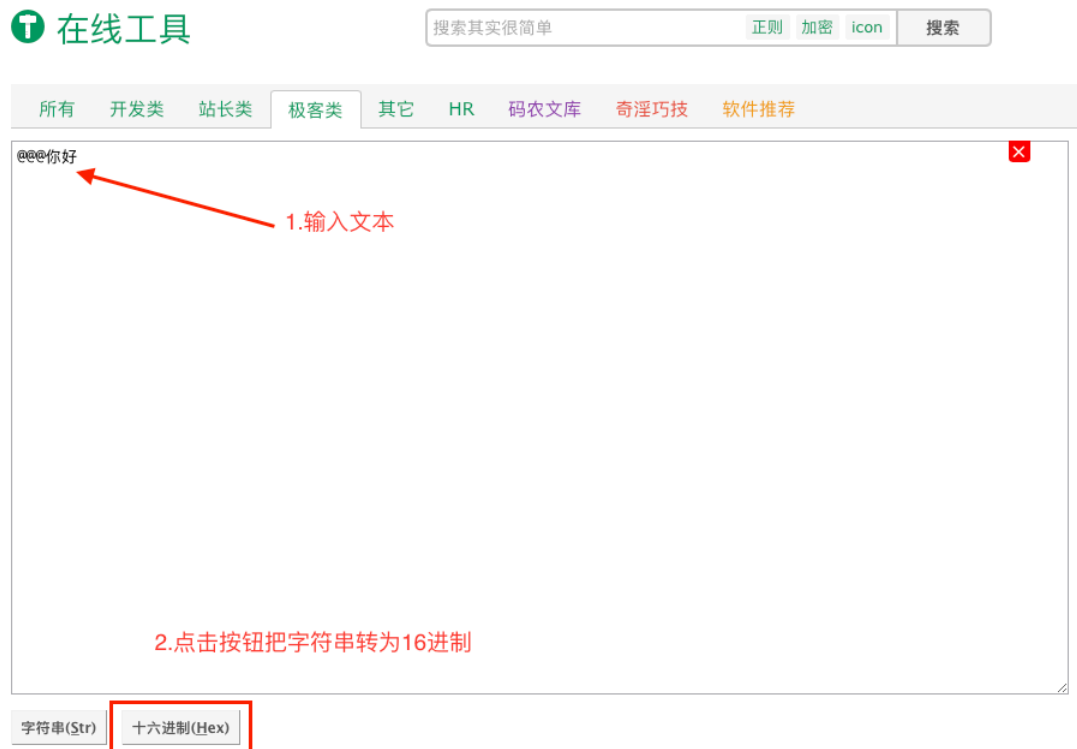 在线工具
搜索其实很简单 正则 加密 icon 搜索
所有 开发类 站长类 极客类 其它 HR 码农文库 奇淫巧技 软件推荐
@@@你好
1.输入文本
2.点击按钮把字符串转为16进制
字符串(Str) 十六进制(Hex)